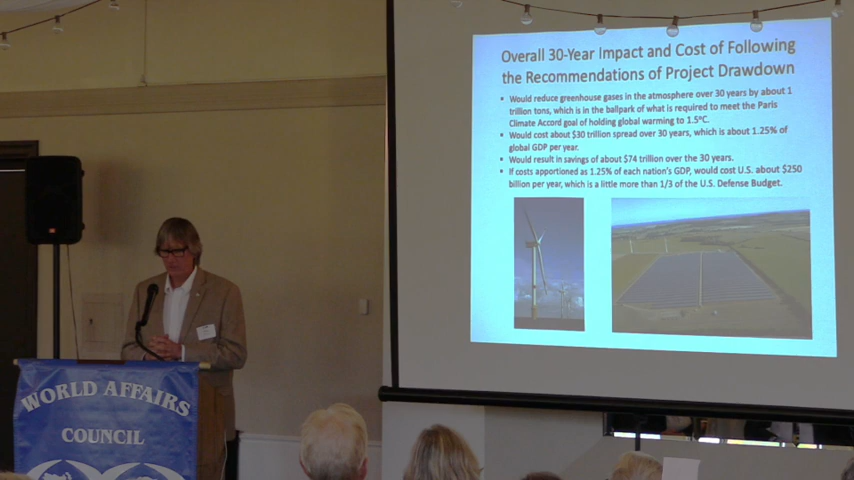 Overall 30-Year Impact and Cost of Following
the Recommendations of Project Drawdown
▪ Would reduce greenhouse gases in the atmosphere over 30 years by about 1
trillion tons, which is in the ballpark of what is required to meet the Paris
Climate Accord goal of holding global warming to 1.5°C.
▪ Would cost about $30 trillion spread over 30 years, which is about 1.25% of
global GDP per year.
▪ Would result in savings of about $74 trillion over the 30 years.
▪ If costs apportioned as 1.25% of each nation's GDP, would cost U.S. about $250
billion per year, which is a little more than 1/3 of the U.S. Defense Budget.
WORLD AFFAIRS
COUNCIL